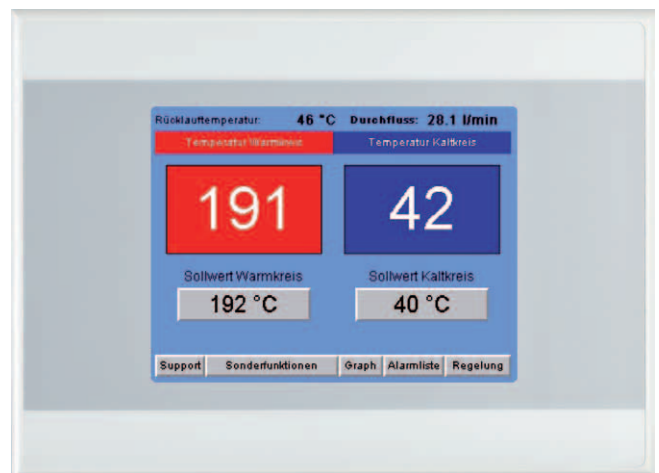 Rücklauftemperatur: 46 °C Durchfluss: 28.1 l/min
Temperatur Warmkreis Temperatur Kaltkreis
191 42
Sollwert Warmkreis Sollwert Kaltkreis
192 °C 40 °C
Support Sonderfunktionen Graph Alarmliste Regelung